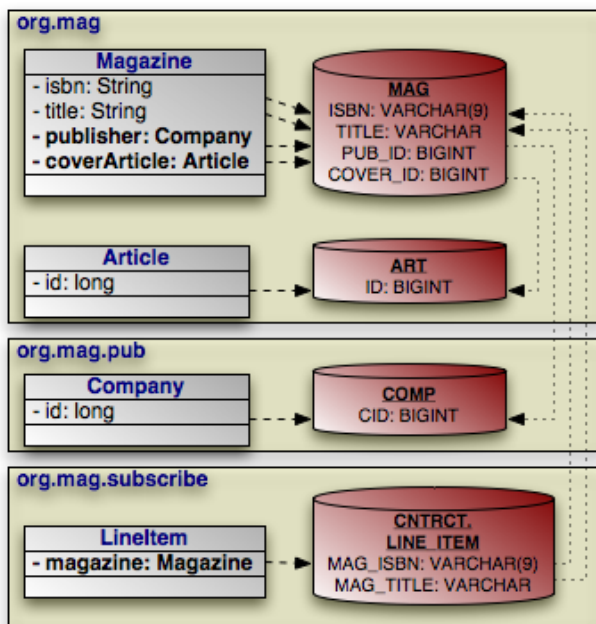 org.mag
Magazine
- isbn: String
- title: String
- publisher: Company
- coverArticle: Article
MAG
ISBN: VARCHAR(9)
TITLE: VARCHAR
PUB_ID: BIGINT
COVER_ID: BIGINT
Article
- id: long
ART
ID: BIGINT
org.mag.pub
Company
- id: long
COMP
CID: BIGINT
org.mag.subscribe
LineItem
- magazine: Magazine
CNTRCT.
LINE_ITEM
MAG_ISBN: VARCHAR(9)
MAG_TITLE: VARCHAR